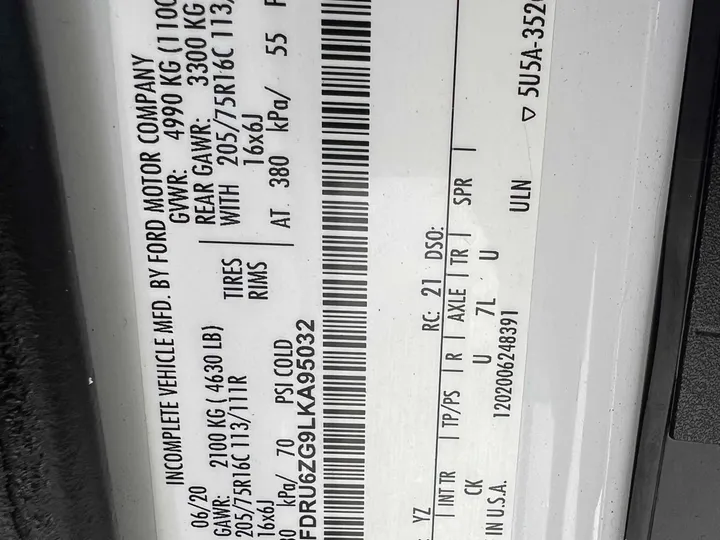 INCOMPLETE VEHICLE MFD. BY FORD MOTOR COMPANY
06/20 GVWR: 4990 KG (1100
GAWR: 2100 KG ( 4630 LB) REAR GAWR: 3300 KG
205/75R16C 113/111R TIRES WITH 205/75R16C 113/
16x6J RIMS 16x6J
kPa/ 70 PSI COLD AT 380 kPa/ 55
FDRU6ZG9LKA95032
YZ RC: 21 DSO:
INT TR TP/PS R AXLE TR SPR
CK U 7L U ULN
IN U.S.A. 1202006248391 ▽ 5U5A-352